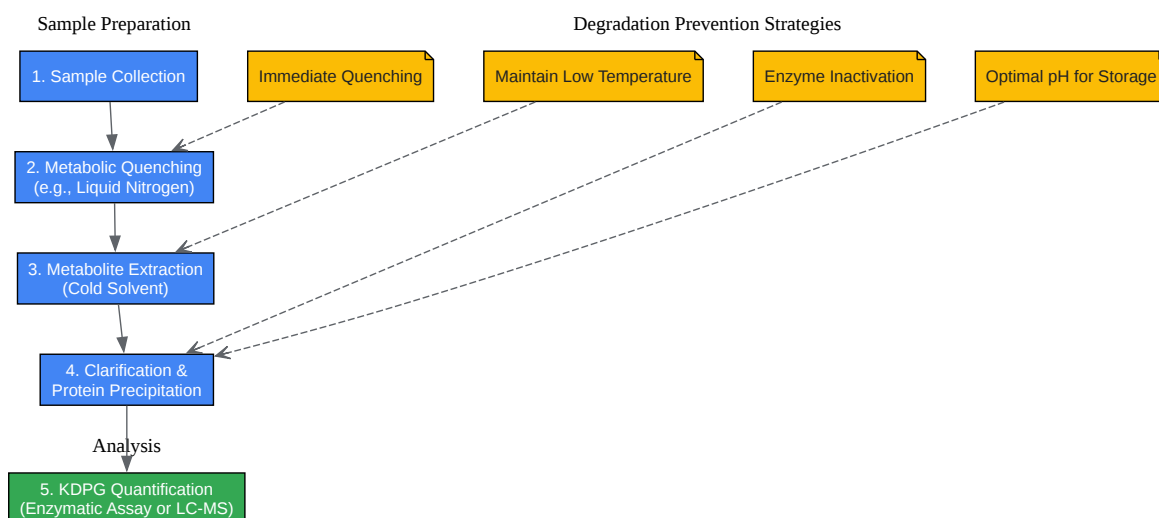 Sample Preparation
Degradation Prevention Strategies
1. Sample Collection
Immediate Quenching
Maintain Low Temperature
Enzyme Inactivation
Optimal pH for Storage
2. Metabolic Quenching
(e.g., Liquid Nitrogen)
3. Metabolite Extraction
(Cold Solvent)
4. Clarification &
Protein Precipitation
Analysis
5. KDPG Quantification
(Enzymatic Assay or LC-MS)